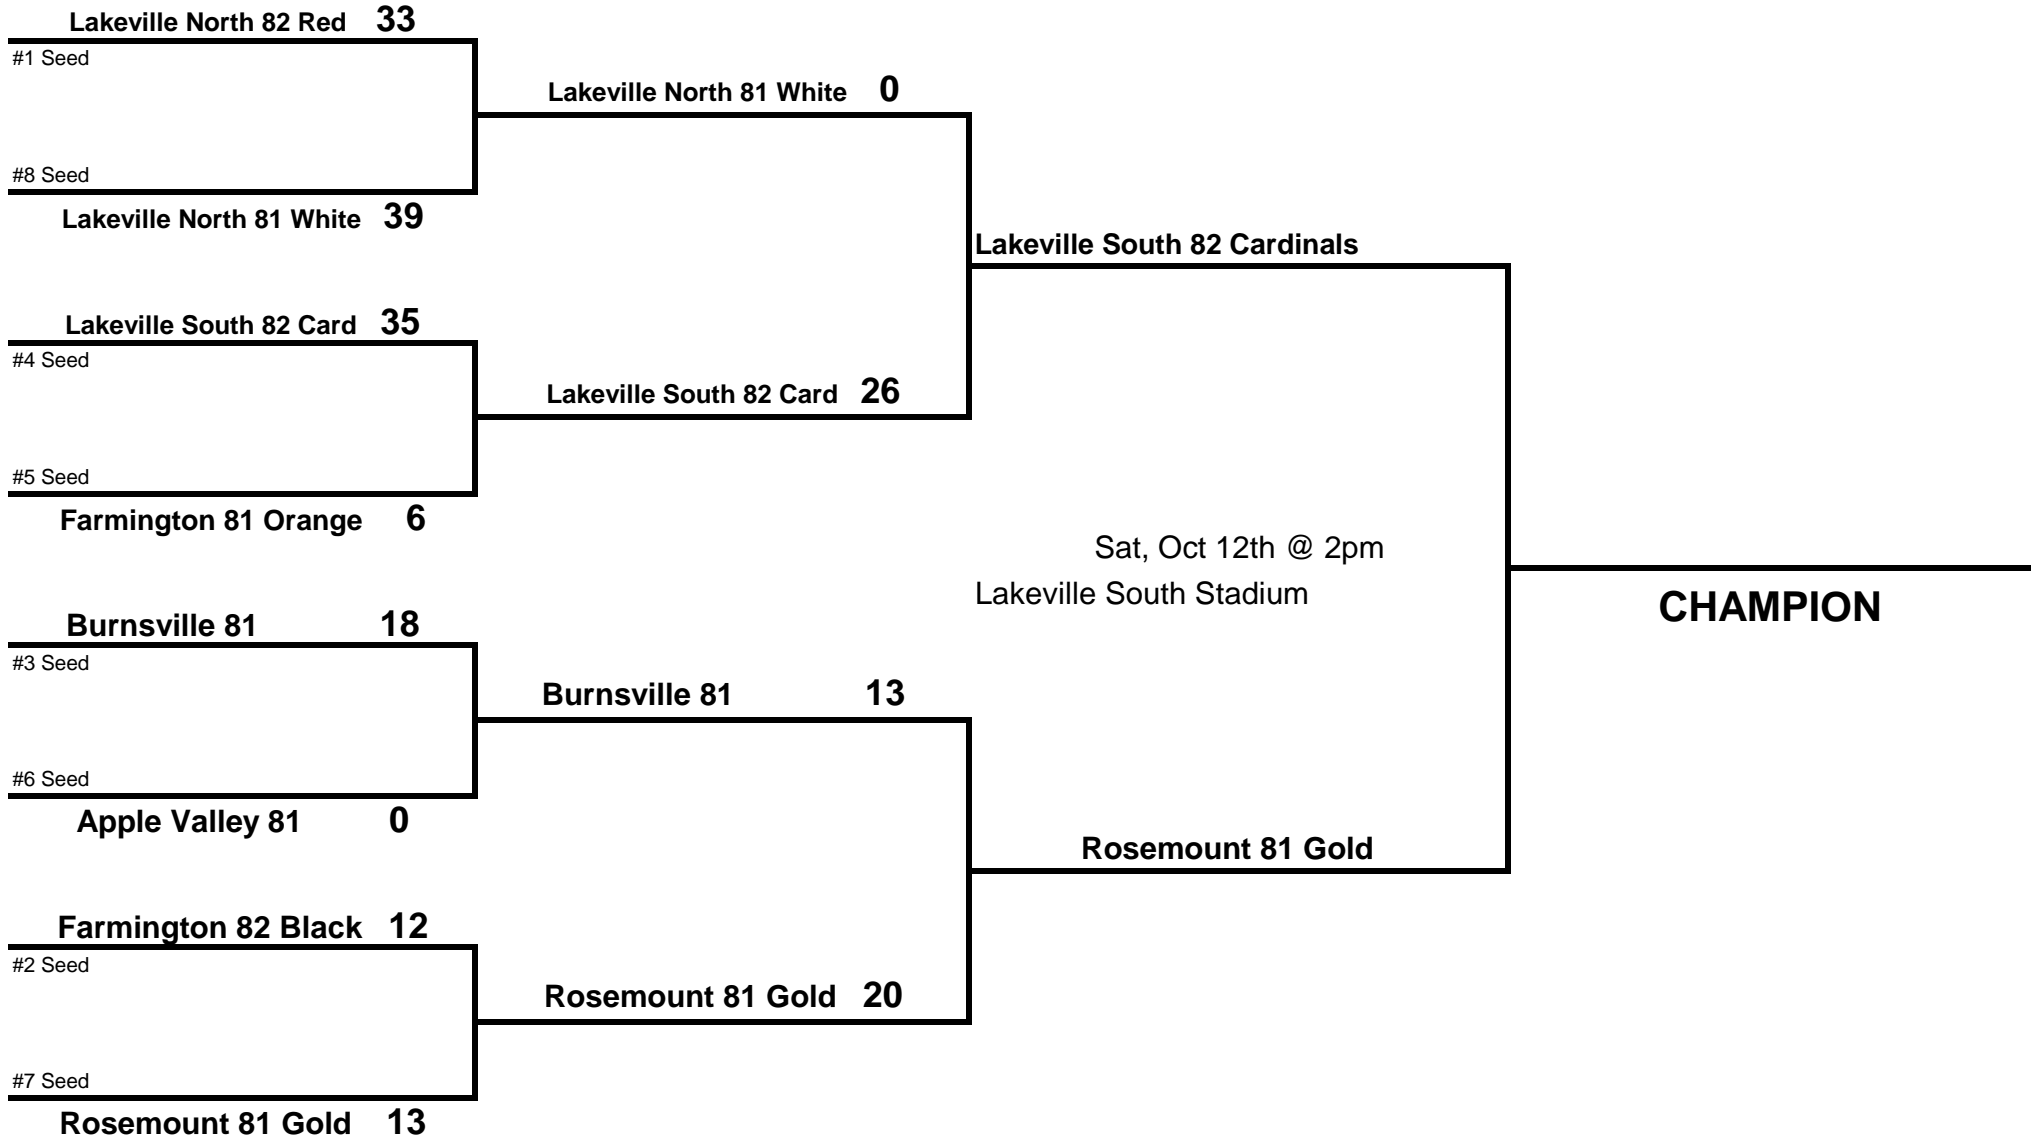 Lakeville North 82 Red 33
#1 Seed
Lakeville North 81 White 0
#8 Seed
Lakeville North 81 White 39
Lakeville South 82 Cardinals
Lakeville South 82 Card 35
#4 Seed
Lakeville South 82 Card 26
#5 Seed
Farmington 81 Orange 6
Sat, Oct 12th @ 2pm
Lakeville South Stadium
CHAMPION
Burnsville 81 18
#3 Seed
Burnsville 81 13
#6 Seed
Apple Valley 81 0
Rosemount 81 Gold
Farmington 82 Black 12
#2 Seed
Rosemount 81 Gold 20
#7 Seed
Rosemount 81 Gold 13